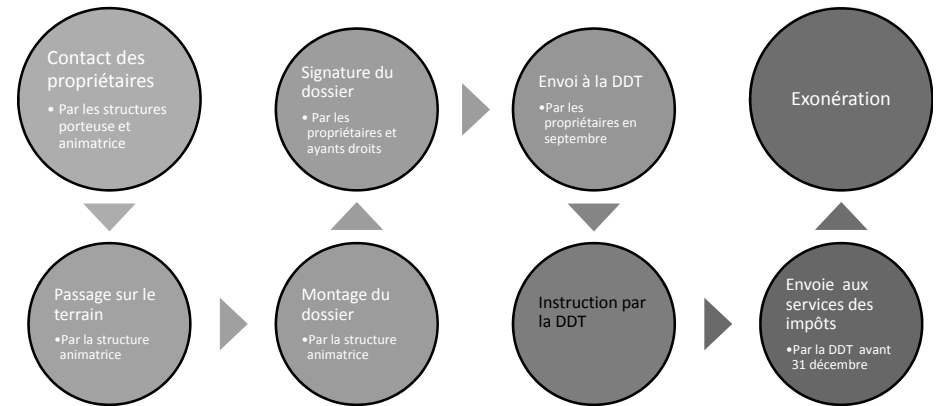 Contact des
propriétaires
• Par les structures
porteuse et
animatrice
Passage sur le
terrain
•Par la structure
animatrice
Montage du
dossier
•Par la structure
animatrice
Signature du
dossier
• Par les
propriétaires et
ayants droits
Envoi à la DDT
•Par les
propriétaires en
septembre
Instruction par
la DDT
Envoie aux
services des
impôts
•Par la DDT avant
31 décembre
Exonération